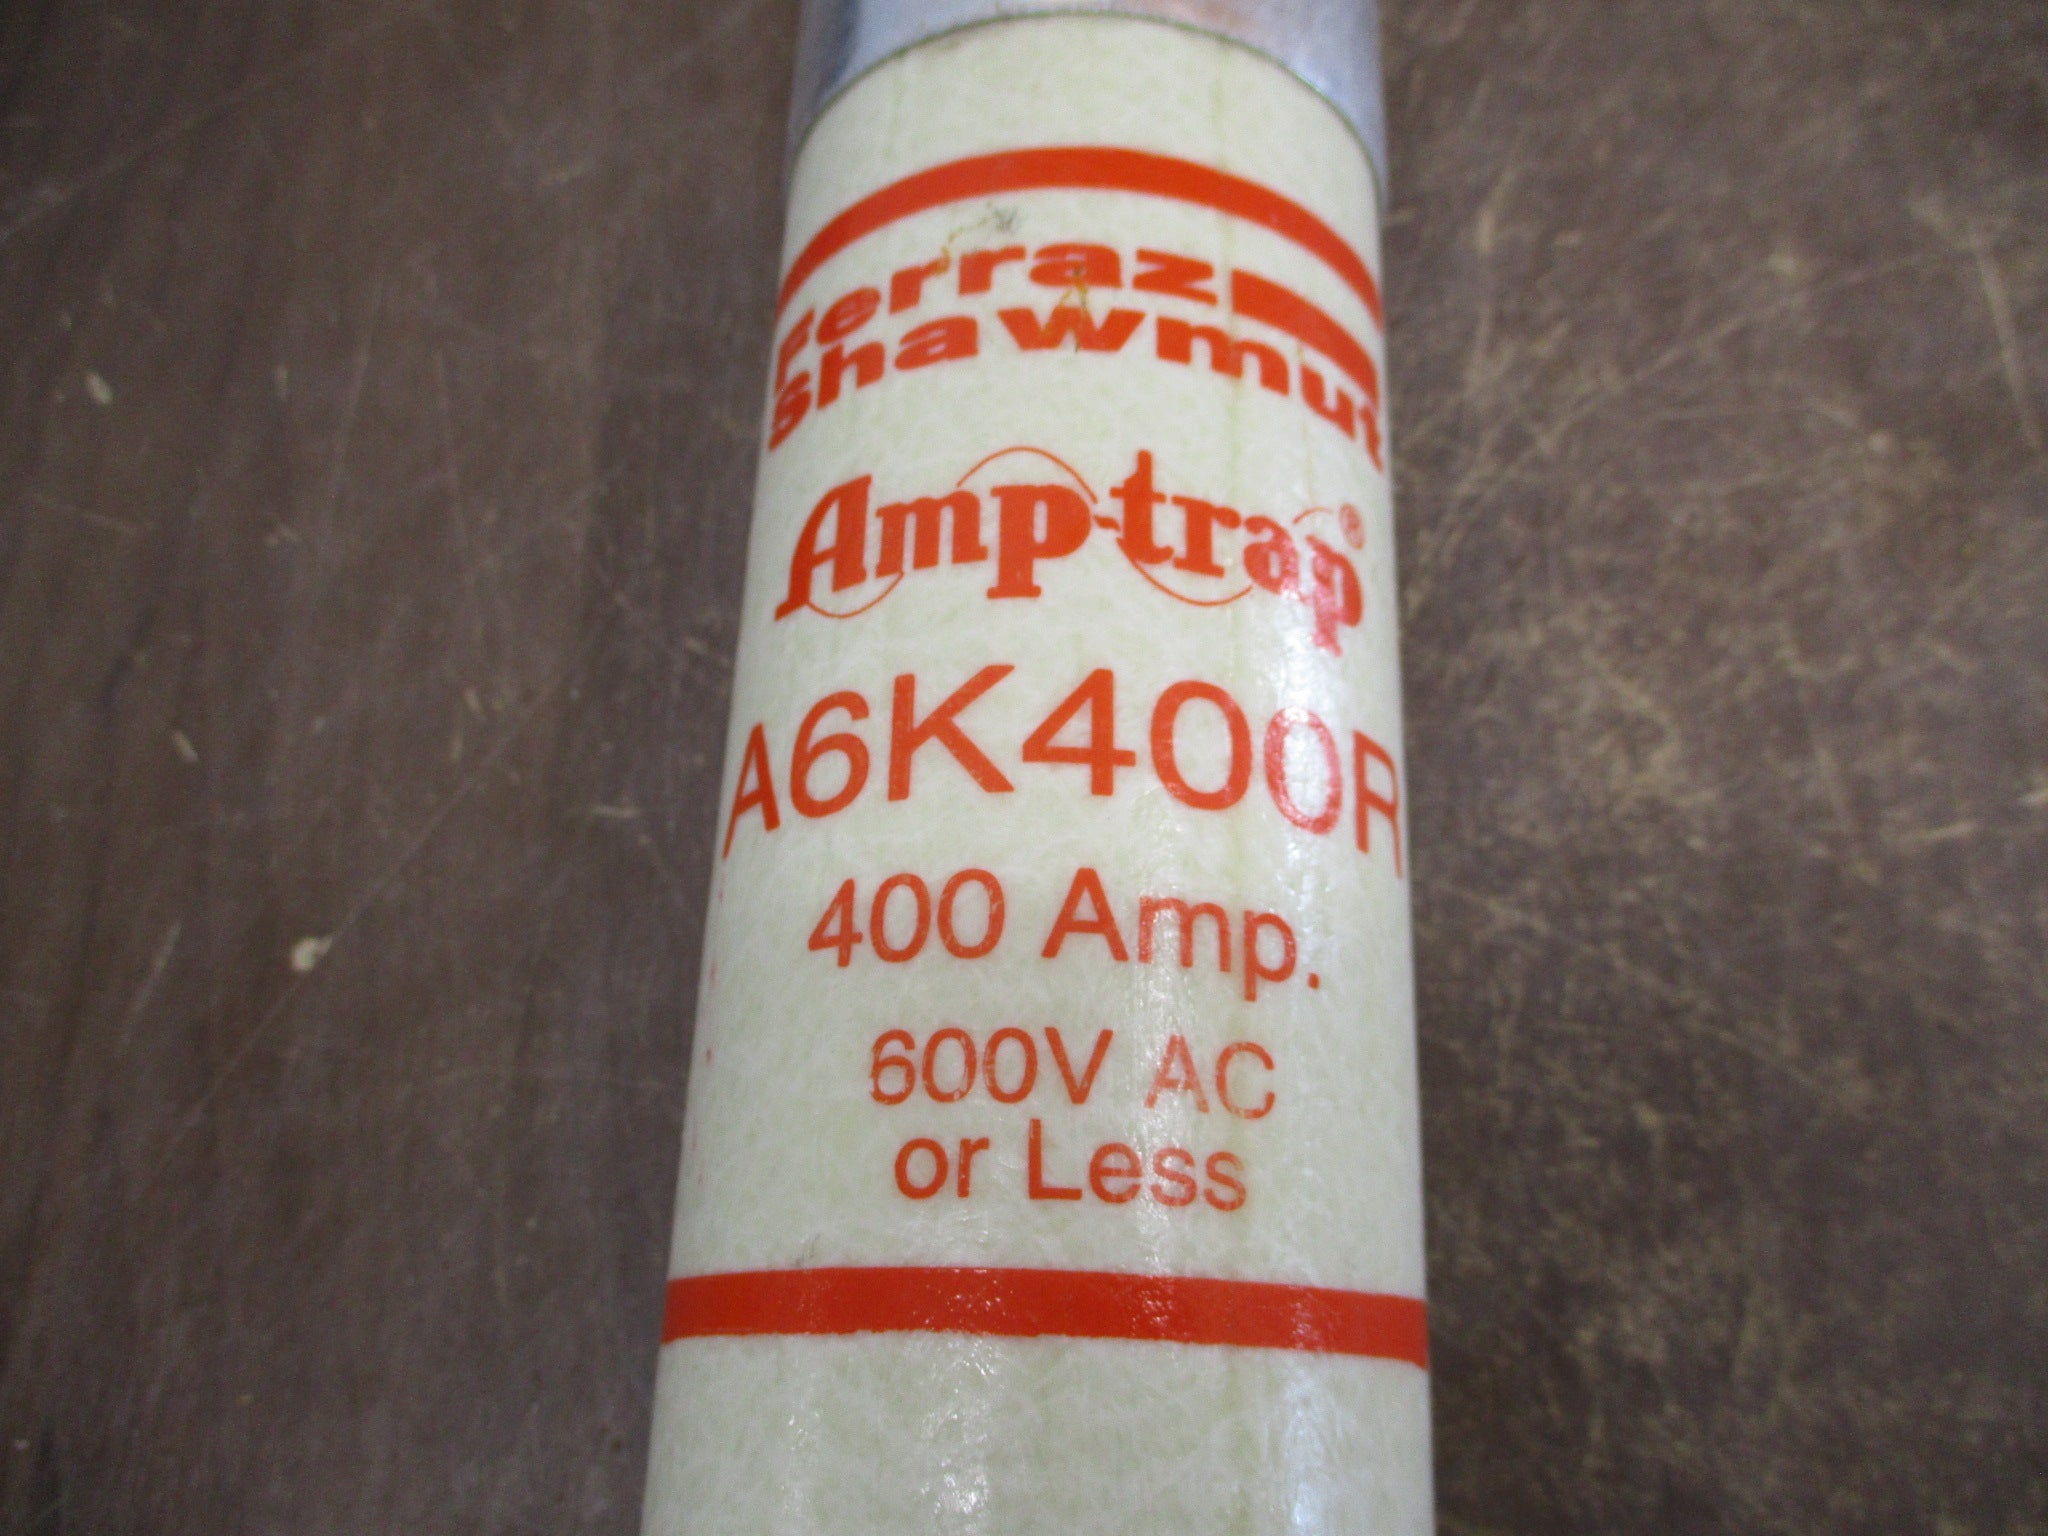 Ferraz
Shawmut
Amp-trap®
A6K400R
400 Amp.
600V AC
or Less